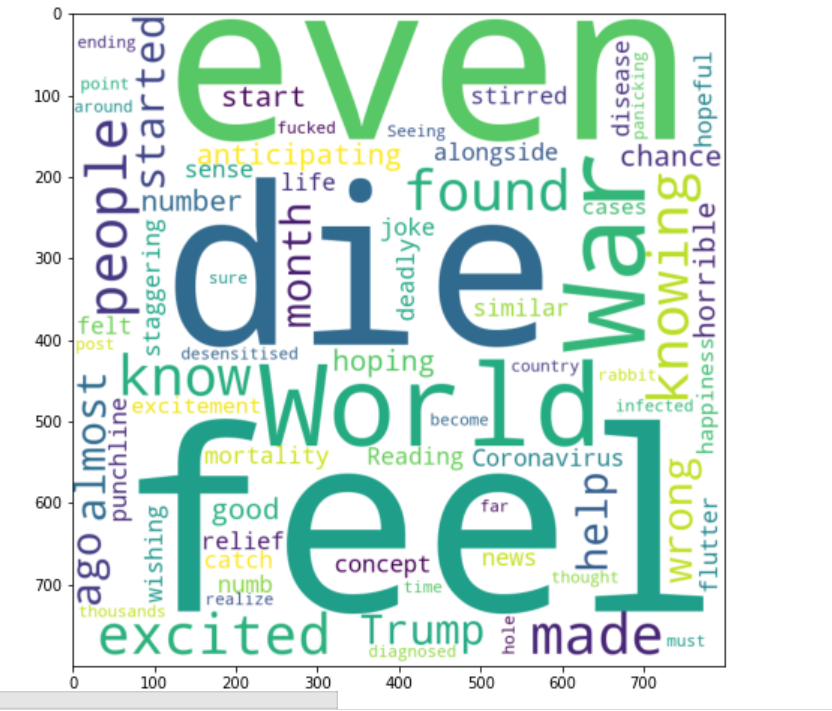 0
ending
started
even
point
100
start
stirred
disease
panicking
hopeful
around
fucked
Seeing
people
anticipating
alongside
chance
200
sense
life
found
War
number
cases
knowing
horrible
month
joke
die
staggering
deadly
300
sure
similar
felt
400
post
desensitised
hoping
country
happiness
know
World
rabbit
almost
excitement
infected
500
punchline
become
mortality
Reading
Coronavirus
feel
wrong
600
ago
wishing
good
far
help
flutter
relief
catch
concept
news
700
numb
time
thought
realize
thousands
excited
Trump
hole
made
must
diagnosed
0 100 200 300 400 500 600 700